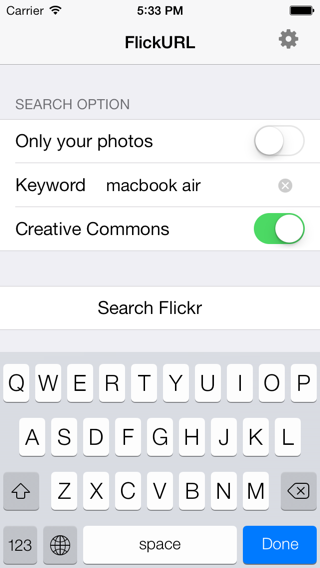 Carrier 5:33 PM
FlickURL
SEARCH OPTION
Only your photos
Keyword macbook air
Creative Commons
Search Flickr
Q W E R T Y U I O P
A S D F G H J K L
Z X C V B N M
123 space Done